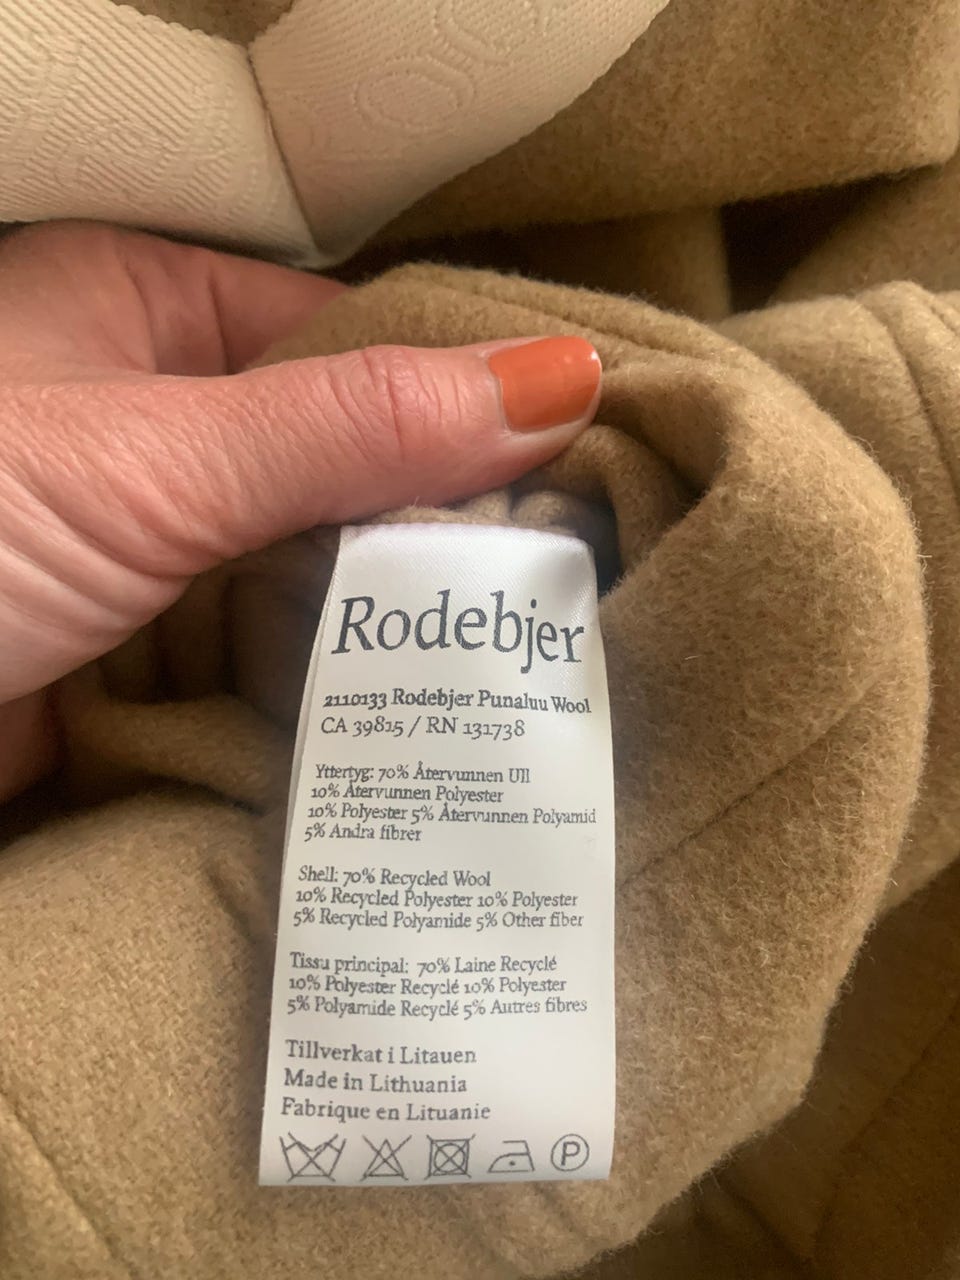 Rodebjer
2110133 Rodebjer Punaluu Wool
CA 39815 / RN 131738
Yttertyg: 70% Återvunnen Ull
10% Återvunnen Polyester
10% Polyester 5% Återvunnen Polyamid
5% Andra fibrer
Shell: 70% Recycled Wool
10% Recycled Polyester 10% Polyester
5% Recycled Polyamide 5% Other fiber
Tissu principal: 70% Laine Recyclé
10% Polyester Recyclé 10% Polyester
5% Polyamide Recyclé 5% Autres fibres
Tillverkat i Litauen
Made in Lithuania
Fabrique en Lituanie
P